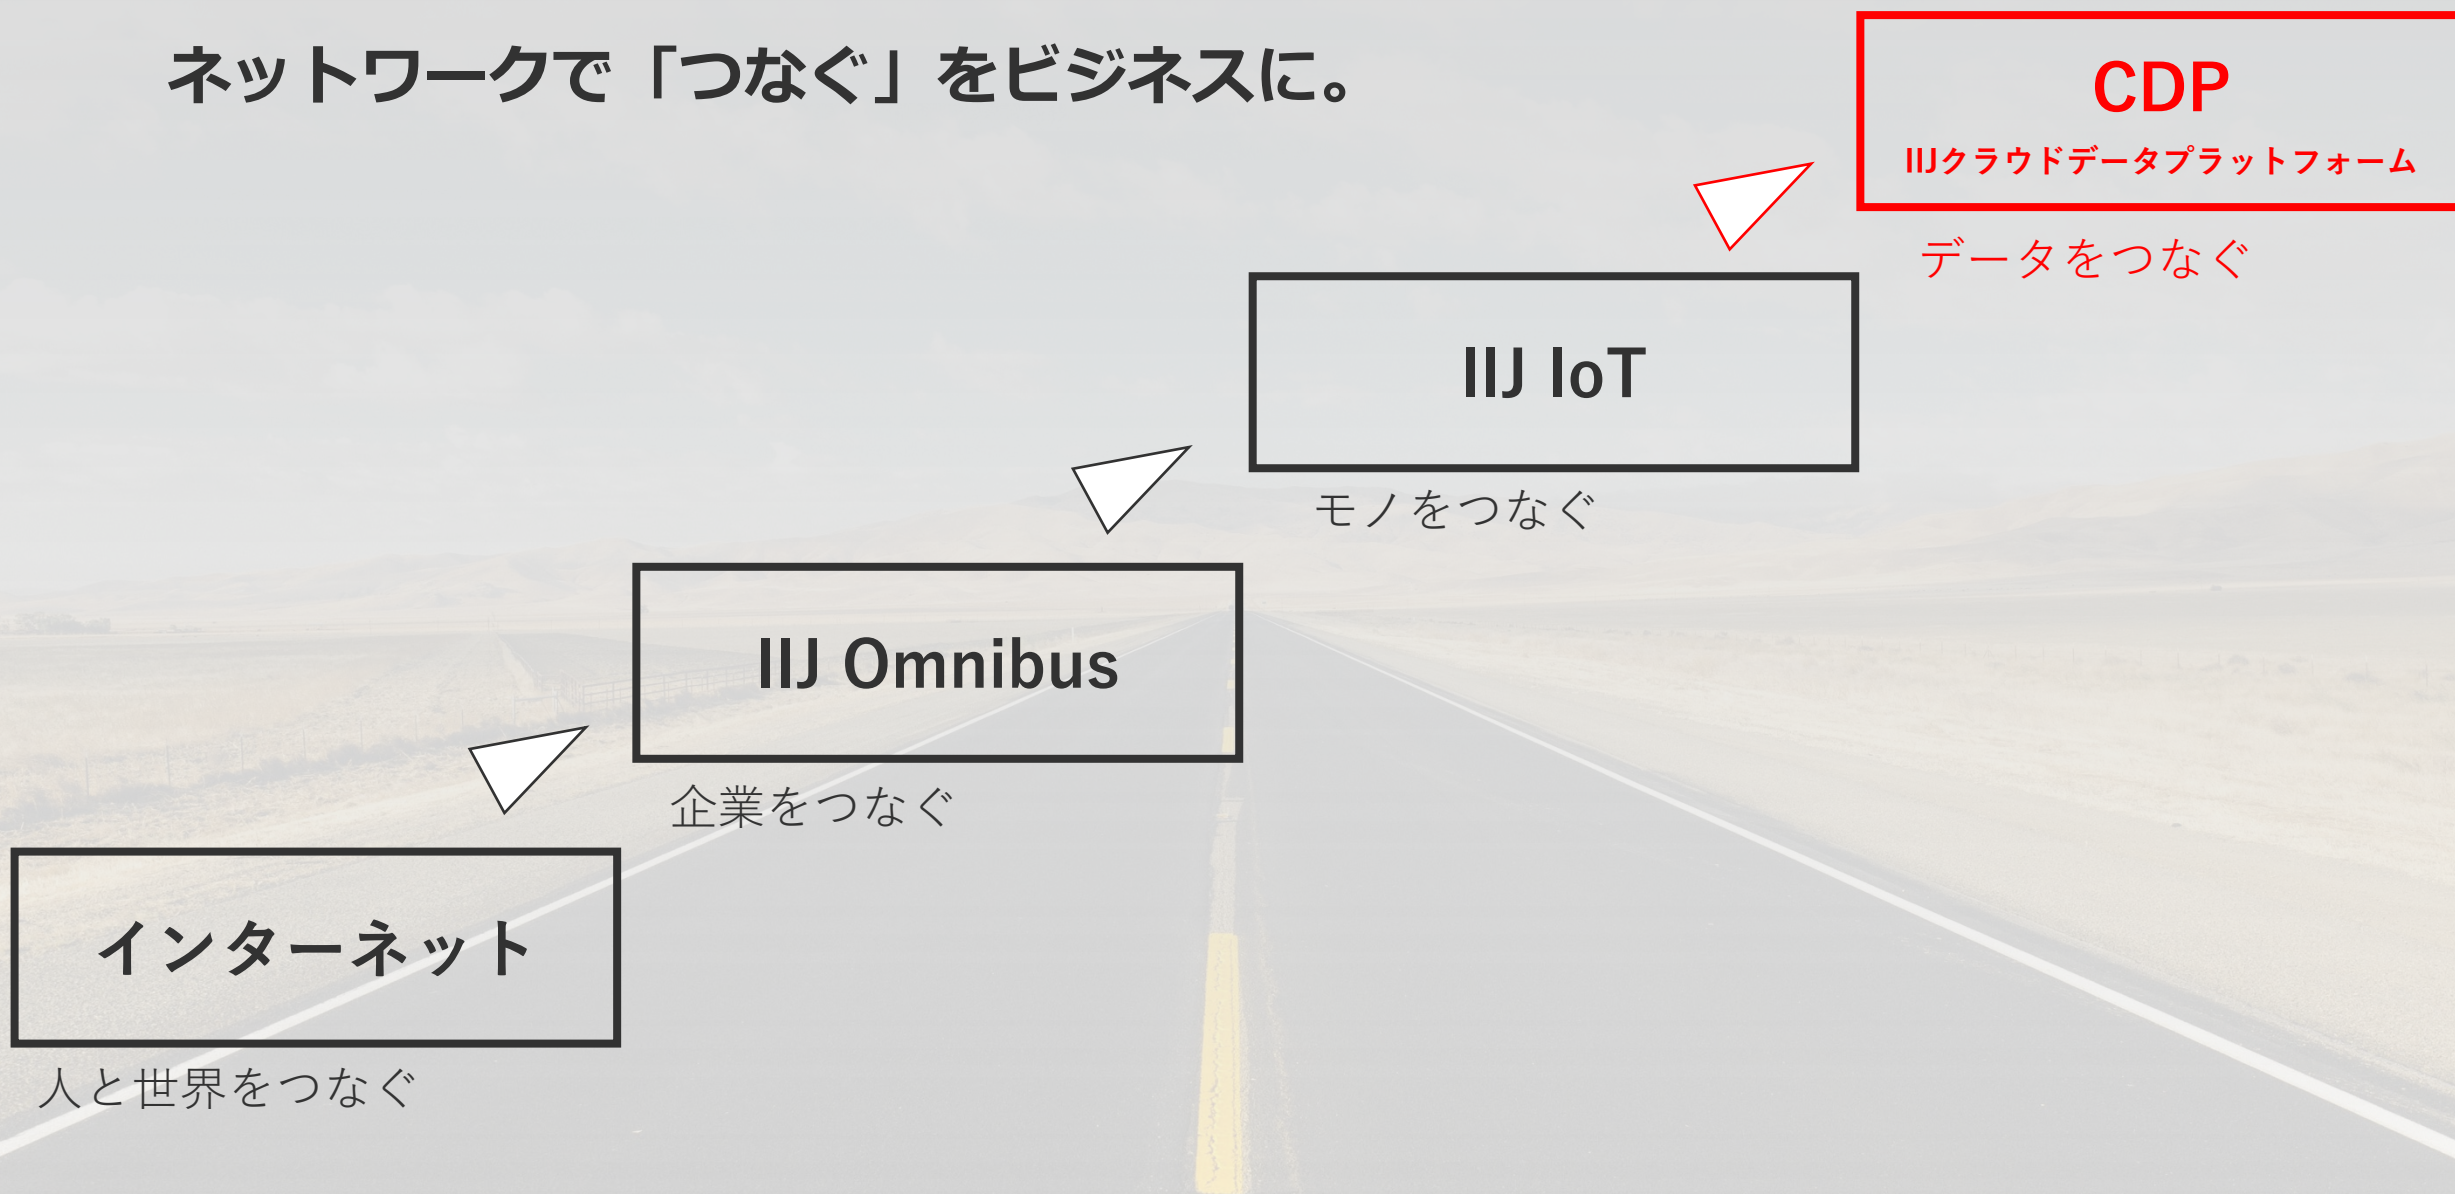 ネットワークで「つなぐ」をビジネスに。
CDP
IIJクラウドデータプラットフォーム
データをつなぐ
IIJ IoT
モノをつなぐ
IIJ Omnibus
企業をつなぐ
インターネット
人と世界をつなぐ